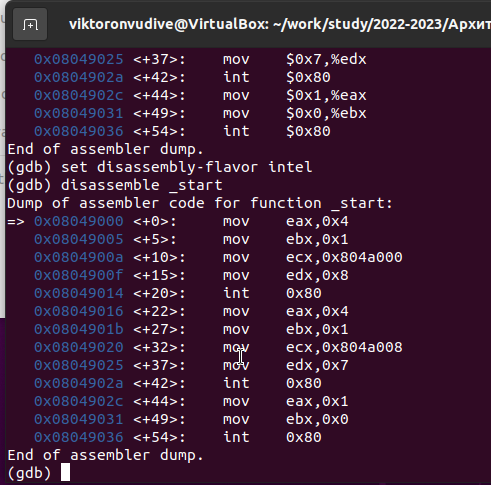 viktoronvudive@VirtualBox: ~/work/study/2022-2023/Архит
0x08049025 <+37>: mov $0x7,%edx
0x0804902a <+42>: int $0x80
0x0804902c <+44>: mov $0x1,%eax
0x08049031 <+49>: mov $0x0,%ebx
0x08049036 <+54>: int $0x80
End of assembler dump.
(gdb) set disassembly-flavor intel
(gdb) disassemble _start
Dump of assembler code for function _start:
=> 0x08049000 <+0>: mov eax,0x4
0x08049005 <+5>: mov ebx,0x1
0x0804900a <+10>: mov ecx,0x804a000
0x0804900f <+15>: mov edx,0x8
0x08049014 <+20>: int 0x80
0x08049016 <+22>: mov eax,0x4
0x0804901b <+27>: mov ebx,0x1
0x08049020 <+32>: mov ecx,0x804a008
0x08049025 <+37>: mov edx,0x7
0x0804902a <+42>: int 0x80
0x0804902c <+44>: mov eax,0x1
0x08049031 <+49>: mov ebx,0x0
0x08049036 <+54>: int 0x80
End of assembler dump.
(gdb)